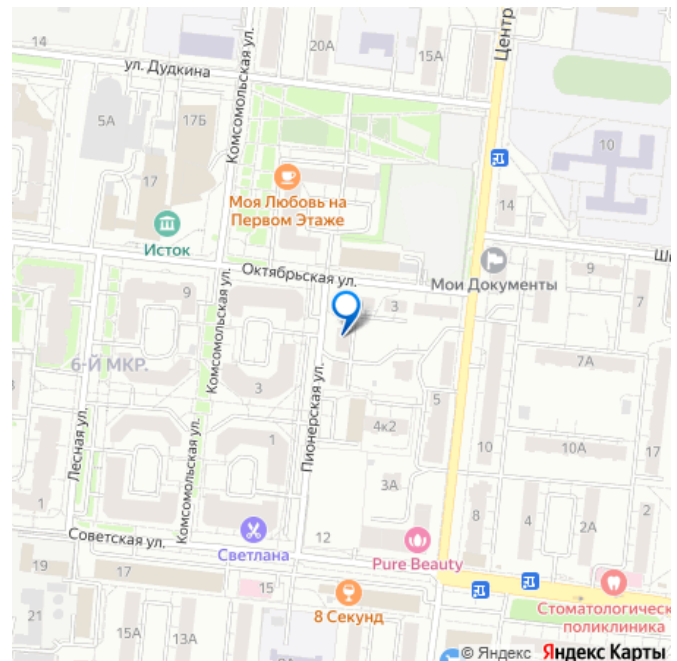 14
20А
15А
Центр
ул. Дудкина
Комсомольская ул.
5А
17Б
10
17
Моя Любовь на
Первом Этаже
14
Исток
Октябрьская ул.
Мои Документы
9
9
3
7
6-Й МКР.
Комсомольская ул.
3
7А
Пионерская ул.
5
4к2
Лесная ул.
Комсомольская ул.
1
10
10А
17
3А
1
8
4
2А
2
12
Советская ул.
Светлана
Pure Beauty
19
17
15
8 Секунд
Стоматологическ
поликлиника
21
15А
13А
© Яндекс Яндекс Карты